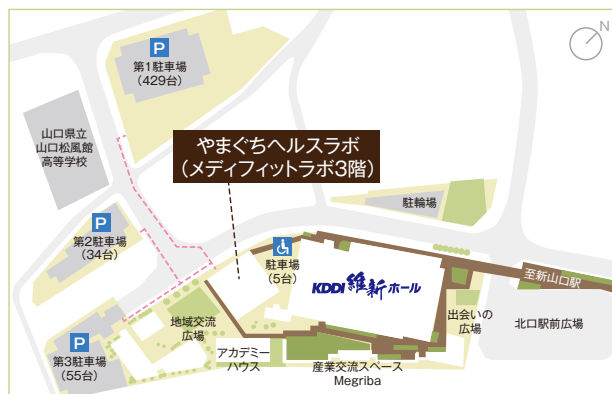 N
P
第1駐車場
(429台)
山口県立
山口松風館
高等学校
やまぐちヘルスラボ
(メディフィットラボ3階)
駐輪場
P
第2駐車場
(34台)
駐車場
(5台)
KDDI 維新ホール
至新山口駅
出会いの
広場
北口駅前広場
地域交流
広場
P
第3駐車場
(55台)
アカデミー
ハウス
産業交流スペース
Megriba